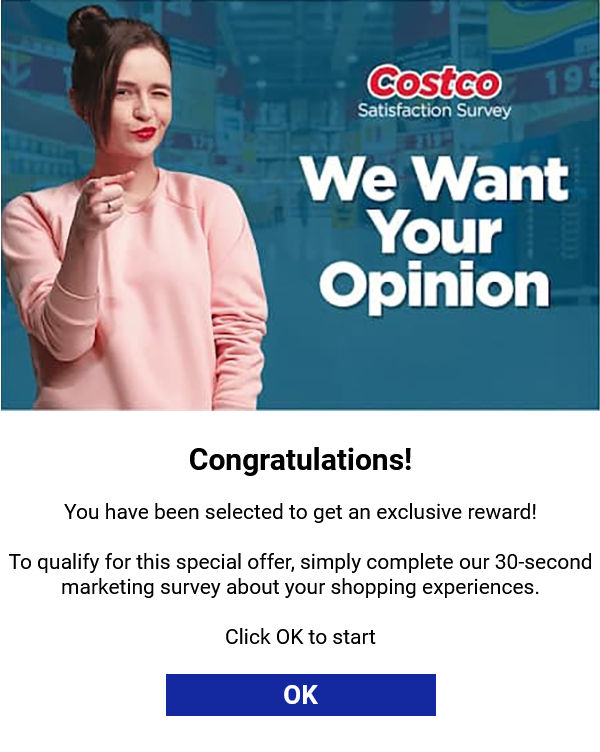 Costco
Satisfaction Survey
We Want
Your
Opinion
Congratulations!
You have been selected to get an exclusive reward!
To qualify for this special offer, simply complete our 30-second
marketing survey about your shopping experiences.
Click OK to start
OK